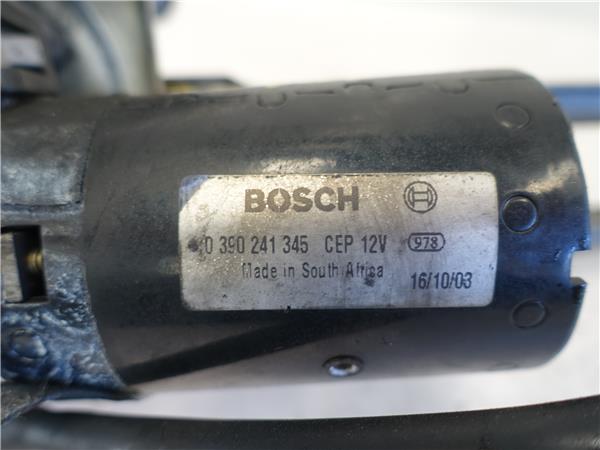 BOSCH
0 390 241 345 CEP 12V 978
Made in South Africa
16/10/03